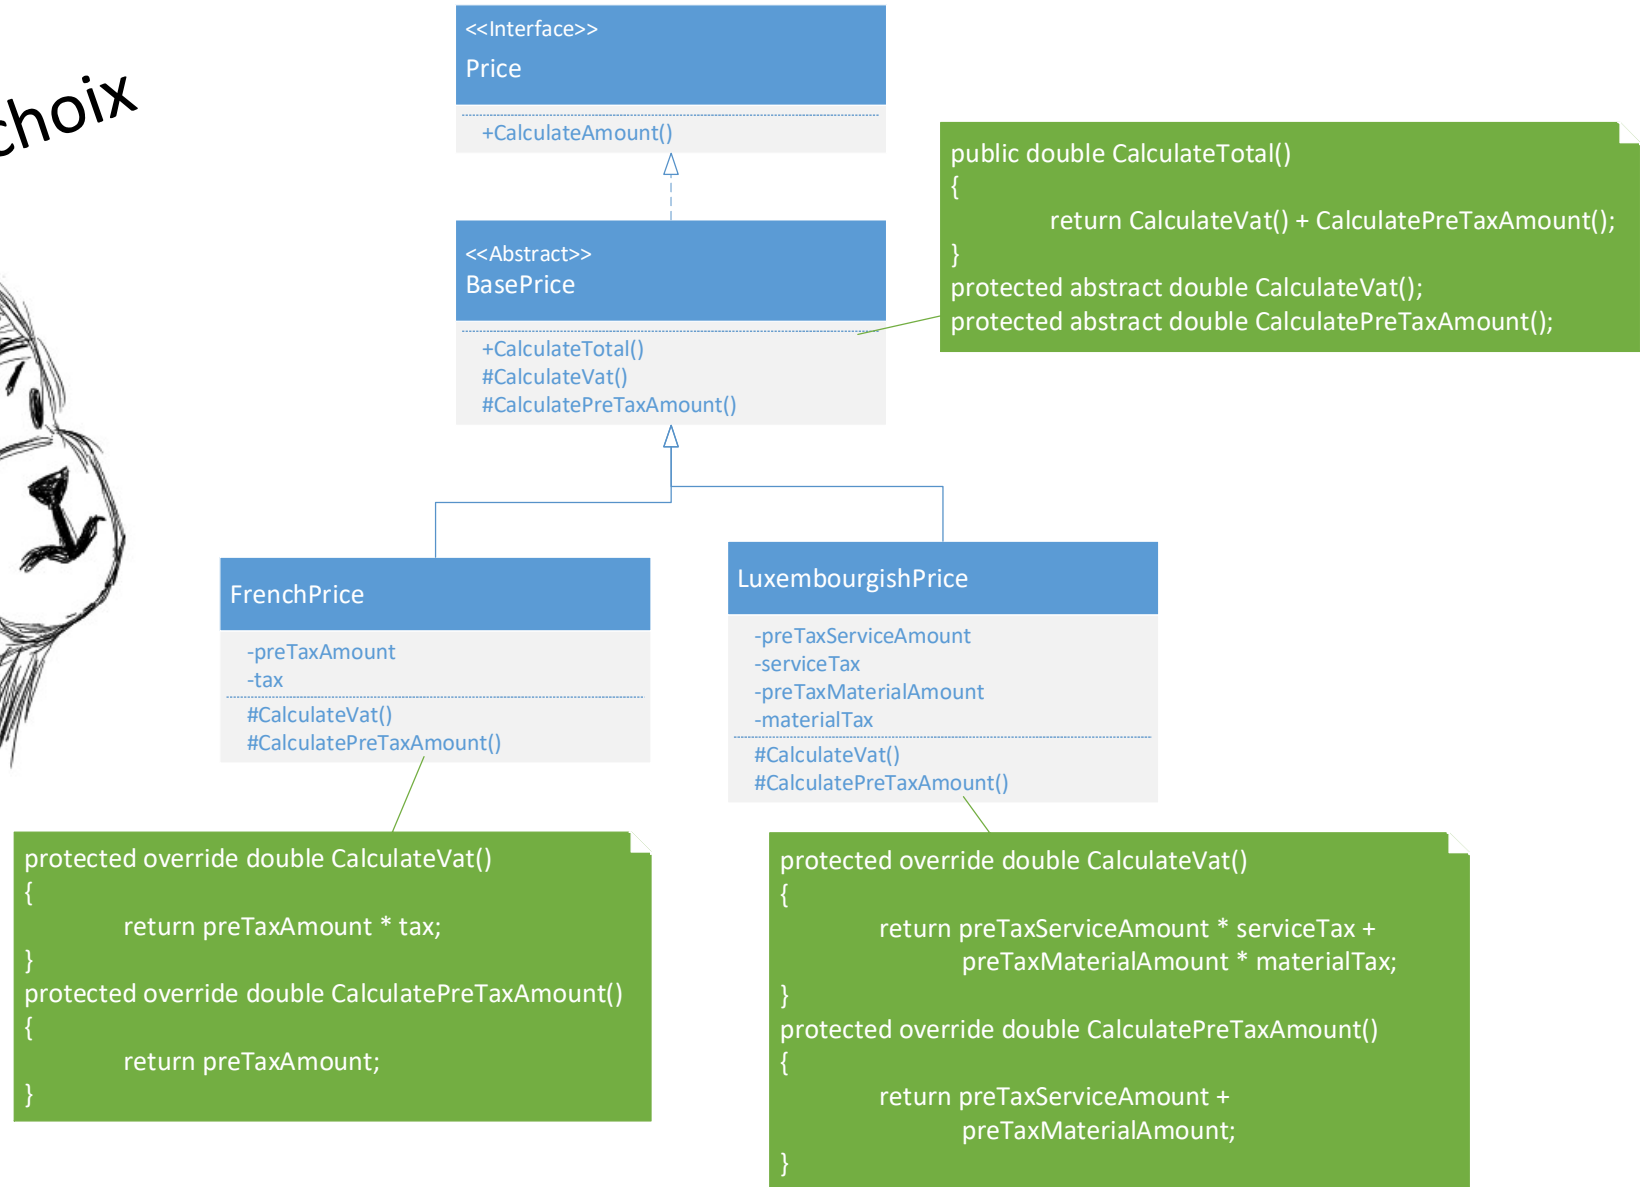 choix
<<Interface>>
Price
+CalculateAmount()
<<Abstract>>
BasePrice
+CalculateTotal()
#CalculateVat()
#CalculatePreTaxAmount()
public double CalculateTotal()
{
return CalculateVat() + CalculatePreTaxAmount();
}
protected abstract double CalculateVat();
protected abstract double CalculatePreTaxAmount();
FrenchPrice
-preTaxAmount
-tax
#CalculateVat()
#CalculatePreTaxAmount()
LuxembourgishPrice
-preTaxServiceAmount
-serviceTax
-preTaxMaterialAmount
-materialTax
#CalculateVat()
#CalculatePreTaxAmount()
protected override double CalculateVat()
{
return preTaxAmount * tax;
}
protected override double CalculatePreTaxAmount()
{
return preTaxAmount;
}
protected override double CalculateVat()
{
return preTaxServiceAmount * serviceTax +
preTaxMaterialAmount * materialTax;
}
protected override double CalculatePreTaxAmount()
{
return preTaxServiceAmount +
preTaxMaterialAmount;
}